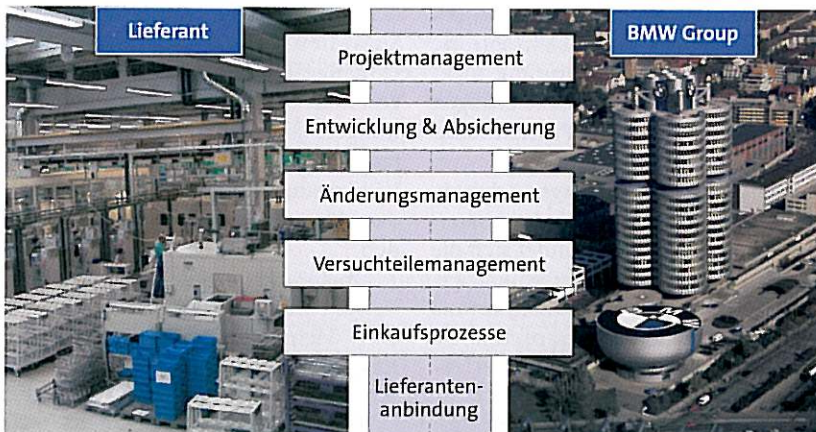 Lieferant
BMW Group
Projektmanagement
Entwicklung & Absicherung
Änderungsmanagement
Versuchteilemanagement
Einkaufsprozesse
Lieferanten-
anbindung